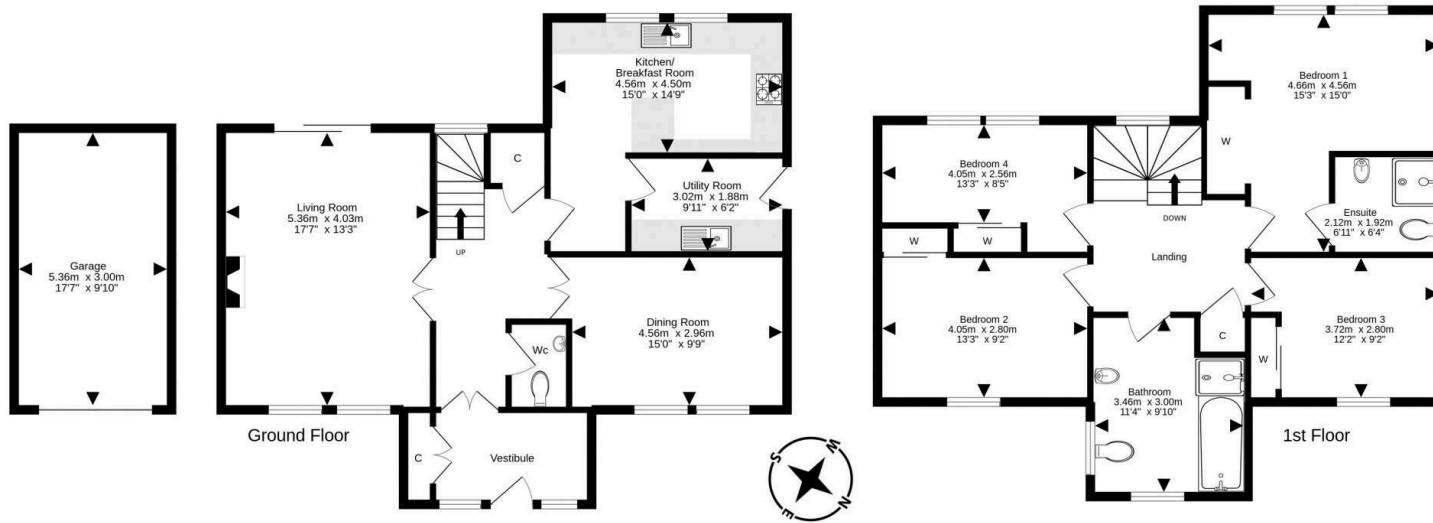 Garage
5.36m x 3.00m
17'7" x 9'10"
Living Room
5.36m x 4.03m
17'7" x 13'3"
UP
C
Kitchen/
Breakfast Room
4.56m x 4.50m
15'0" x 14'9"
Utility Room
3.02m x 1.88m
9'11" x 6'2"
Dining Room
4.56m x 2.96m
15'0" x 9'9"
Wc
C
Vestibule
Ground Floor
S
W
E
N
Bedroom 4
4.05m x 2.56m
13'3" x 8'5"
W
W
Bedroom 2
4.05m x 2.80m
13'3" x 9'2"
DOWN
Landing
C
Bathroom
3.46m x 3.00m
11'4" x 9'10"
Bedroom 1
4.66m x 4.56m
15'3" x 15'0"
W
Ensuite
2.12m x 1.92m
6'11" x 6'4"
Bedroom 3
3.72m x 2.80m
12'2" x 9'2"
W
1st Floor